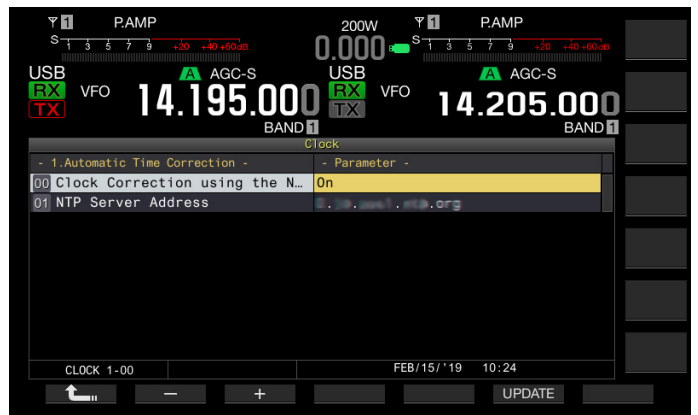 1 P.AMP 200W 1 P.AMP
S 1 3 5 7 9 +20 +40 +60dB 0.000 S 1 3 5 7 9 +20 +40 +60dB
USB A AGC-S USB A AGC-S
RX VFO 14.195.000 RX VFO 14.205.000
TX BAND 1 TX BAND 1
Clock
- 1.Automatic Time Correction - - Parameter -
00 Clock Correction using the N… On
01 NTP Server Address .org
CLOCK 1-00 FEB/15/'19 10:24
− + UPDATE